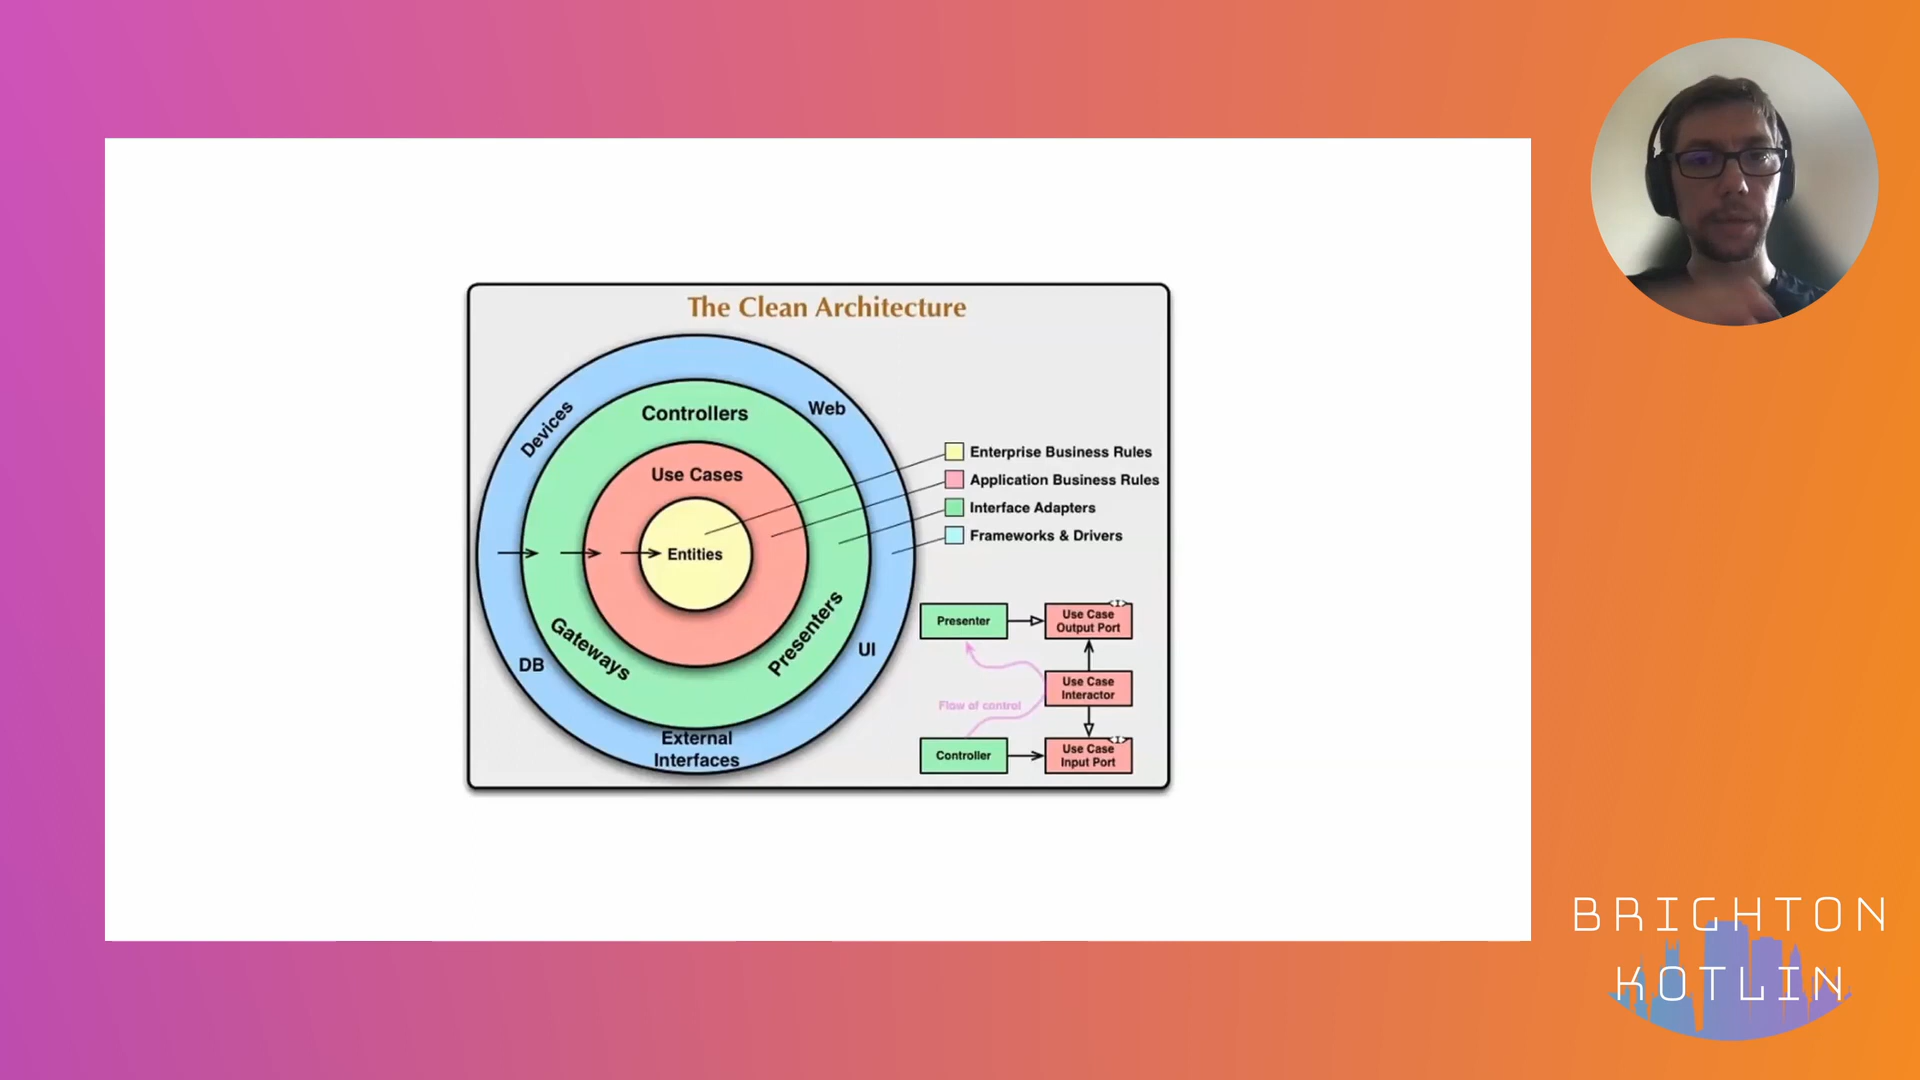 The Clean Architecture
Devices
Controllers
Web
Use Cases
Entities
Gateways
Presenters
DB
UI
External
Interfaces
Enterprise Business Rules
Application Business Rules
Interface Adapters
Frameworks & Drivers
Presenter
Use Case
Output Port
Use Case
Interactor
Flow of control
Controller
Use Case
Input Port
<I>
<I>
BRIGHTON
KOTLIN